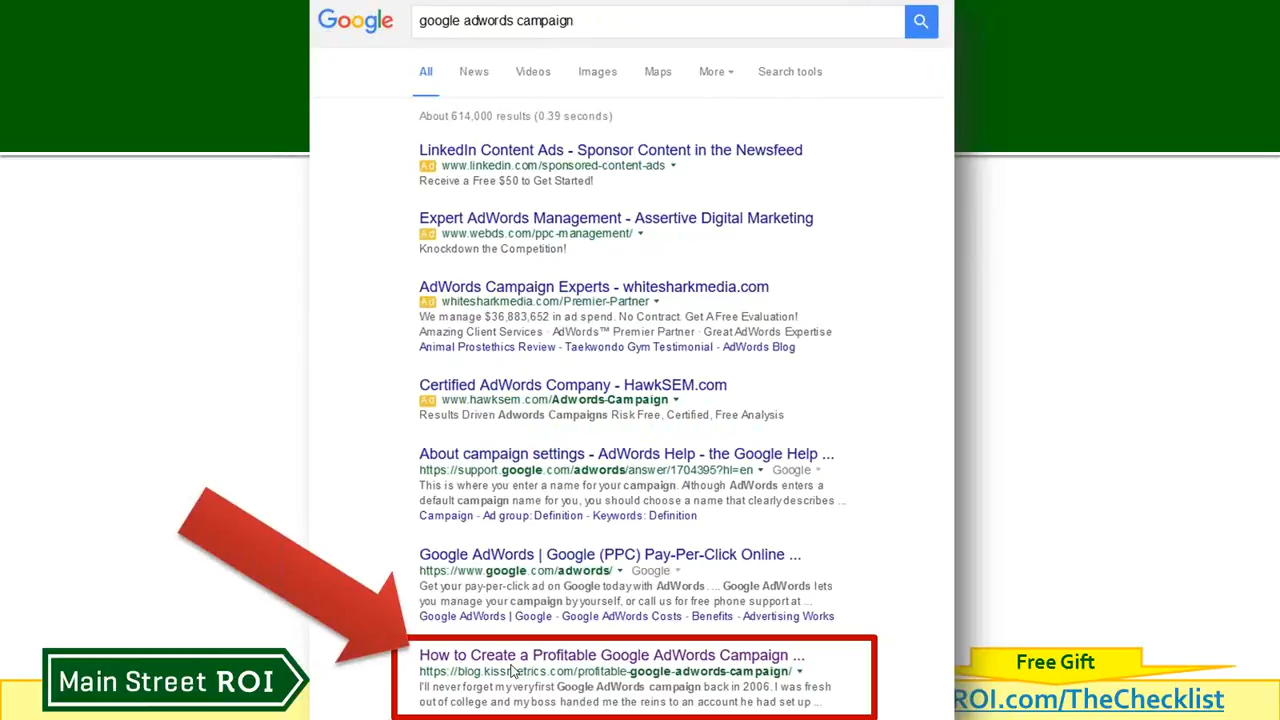 Google
google adwords campaign
All News Videos Images Maps More Search tools
About 614,000 results (0.39 seconds)
LinkedIn Content Ads - Sponsor Content in the Newsfeed
Ad www.linkedin.com/sponsored-content-ads
Receive a Free $50 to Get Started!
Expert AdWords Management - Assertive Digital Marketing
Ad www.webds.com/ppc-management/
Knockdown the Competition!
AdWords Campaign Experts - whitesharkmedia.com
Ad whitesharkmedia.com/Premier-Partner
We manage $36,883,652 in ad spend. No Contract. Get A Free Evaluation!
Amazing Client Services · AdWords™ Premier Partner · Great AdWords Expertise
Animal Prostethics Review - Taekwondo Gym Testimonial - AdWords Blog
Certified AdWords Company - HawkSEM.com
Ad www.hawksem.com/Adwords-Campaign
Results Driven Adwords Campaigns Risk Free, Certified, Free Analysis
About campaign settings - AdWords Help - the Google Help ...
https://support.google.com/adwords/answer/1704395?hl=en Google
This is where you enter a name for your campaign. Although AdWords enters a
default campaign name for you, you should choose a name that clearly describes ...
Campaign - Ad group: Definition - Keywords: Definition
Google AdWords | Google (PPC) Pay-Per-Click Online ...
https://www.google.com/adwords/ Google
Get your pay-per-click ad on Google today with AdWords. ... Google AdWords lets
you manage your campaign by yourself, or call us for free phone support at ...
Google AdWords | Google - Google AdWords Costs - Benefits - Advertising Works
How to Create a Profitable Google AdWords Campaign ...
https://blog.kissmetrics.com/profitable-google-adwords-campaign/
I'll never forget my very first Google AdWords campaign back in 2006. I was fresh
out of college and my boss handed me the reins to an account he had set up ...
Main Street ROI
Free Gift
ROI.com/TheChecklist